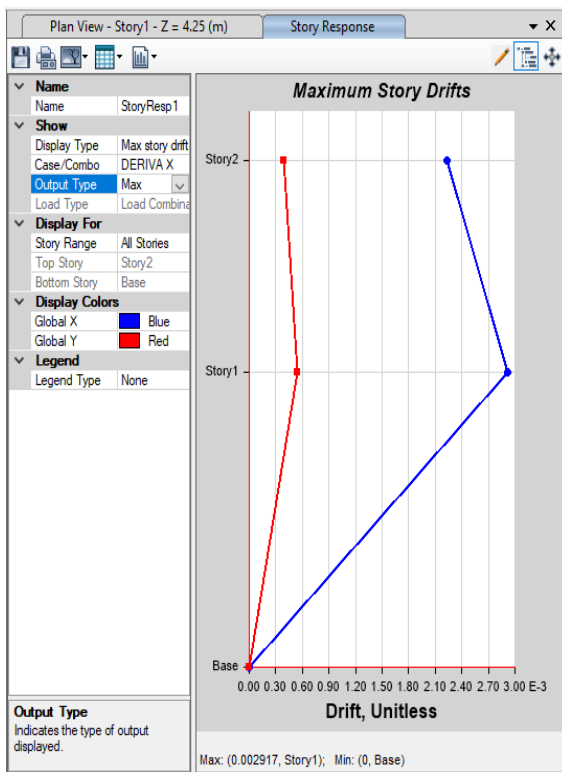 Plan View - Story1 - Z = 4.25 (m)
Story Response
X
Name
Name StoryResp1
Show
Display Type Max story drift
Case/Combo DERIVA X
Output Type Max
Load Type Load Combina
Display For
Story Range All Stories
Top Story Story2
Bottom Story Base
Display Colors
Global X Blue
Global Y Red
Legend
Legend Type None
Output Type
Indicates the type of output
displayed.
Maximum Story Drifts
Story2
Story1
Base
0.00 0.30 0.60 0.90 1.20 1.50 1.80 2.10 2.40 2.70 3.00 E-3
Drift, Unitless
Max: (0.002917, Story1); Min: (0, Base)